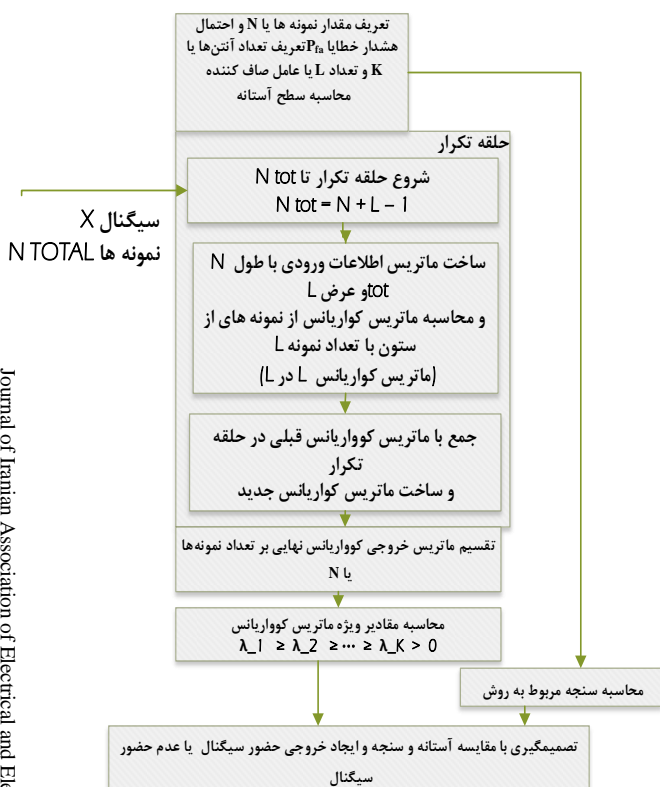 تعریف مقدار نمونه ها یا N و احتمال
هشدار خطایا Pfaتعریف تعداد آنتن‌ها یا
K و تعداد L یا عامل صاف کننده
محاسبه سطح آستانه
حلقه تکرار
شروع حلقه تکرار تا N tot
N tot = N + L – 1
سیگنال X
نمونه ها N TOTAL
ساخت ماتریس اطلاعات ورودی با طول N
totو عرض L
و محاسبه ماتریس کواریانس از نمونه های از
ستون با تعداد نمونه L
(ماتریس کواریانس L در L)
جمع با ماتریس کوواریانس قبلی در حلقه
تکرار
و ساخت ماتریس کواریانس جدید
تقسیم ماتریس خروجی کوواریانس نهایی بر تعداد نمونه‌ها
یا N
محاسبه مقادیر ویژه ماتریس کوواریانس
λ_1 ≥ λ_2 ≥ ⋯ ≥ λ_K > 0
محاسبه سنجه مربوط به روش
تصمیمگیری با مقایسه آستانه و سنجه و ایجاد خروجی حضور سیگنال یا عدم حضور
سیگنال
Journal of Iranian Association of Electrical and Ele